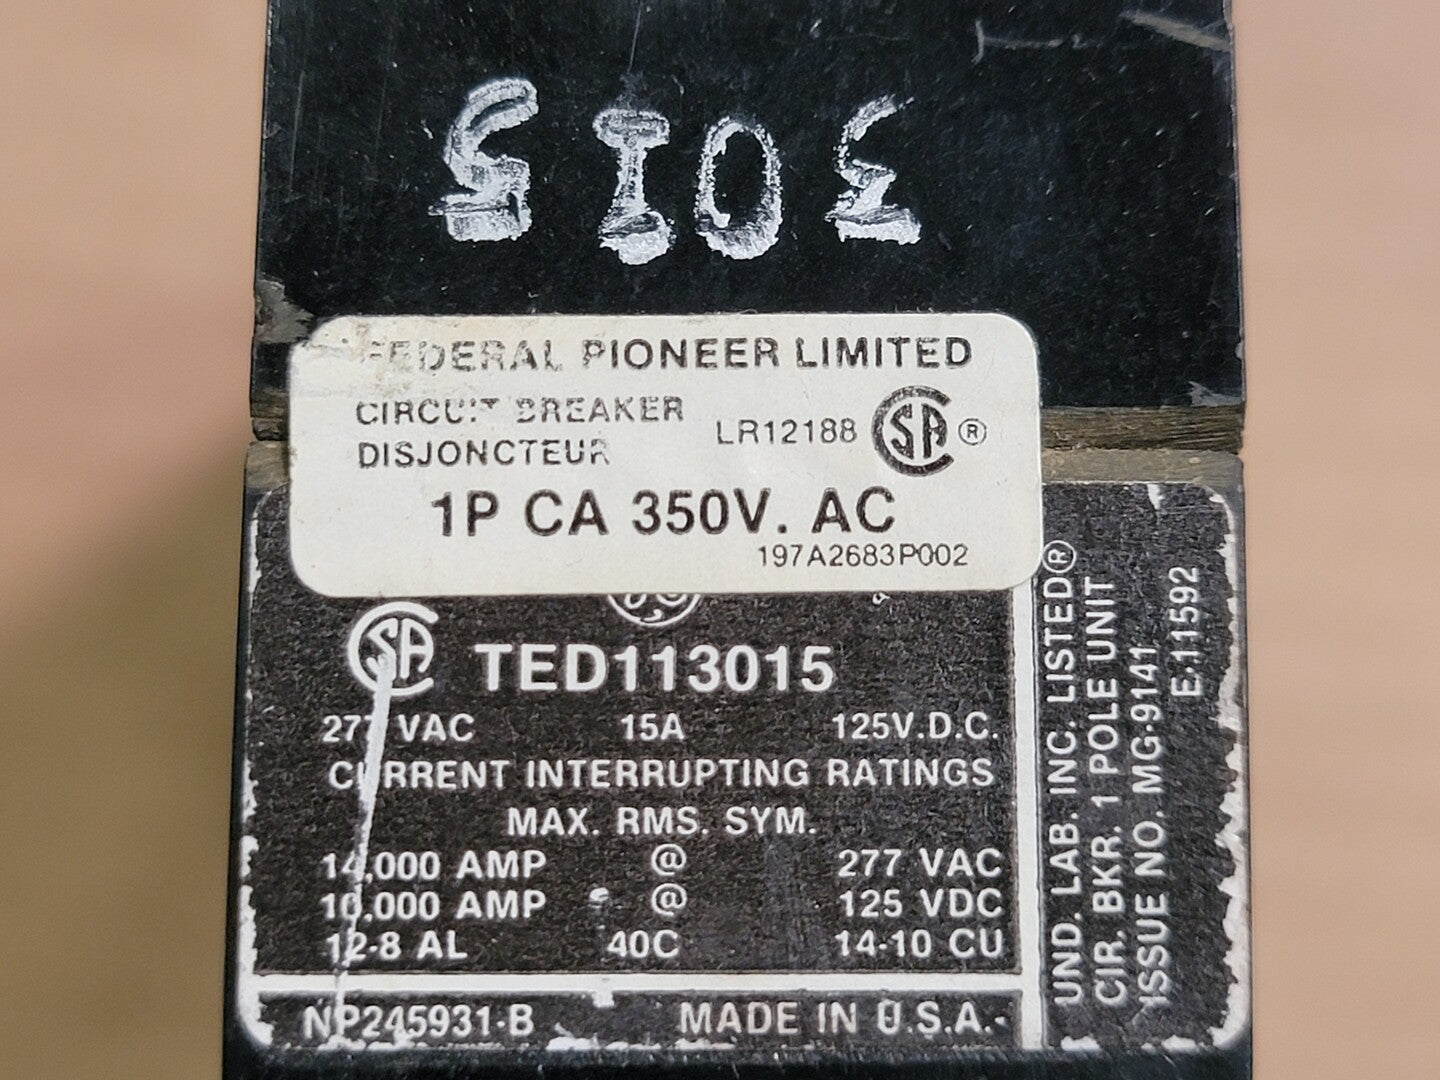 3015
FEDERAL PIONEER LIMITED
CIRCUIT BREAKER
DISJONCTEUR
LR12188 CSA ®
1P CA 350V. AC
197A2683P002
CSA
TED113015
277 VAC 15A 125V.D.C.
CURRENT INTERRUPTING RATINGS
MAX. RMS. SYM.
14,000 AMP @ 277 VAC
10,000 AMP @ 125 VDC
12-8 AL 40C 14-10 CU
NP245931-B MADE IN U.S.A.
UND. LAB. INC. LISTED®
CIR. BKR. 1 POLE UNIT
ISSUE NO. MG-9141
E-11592